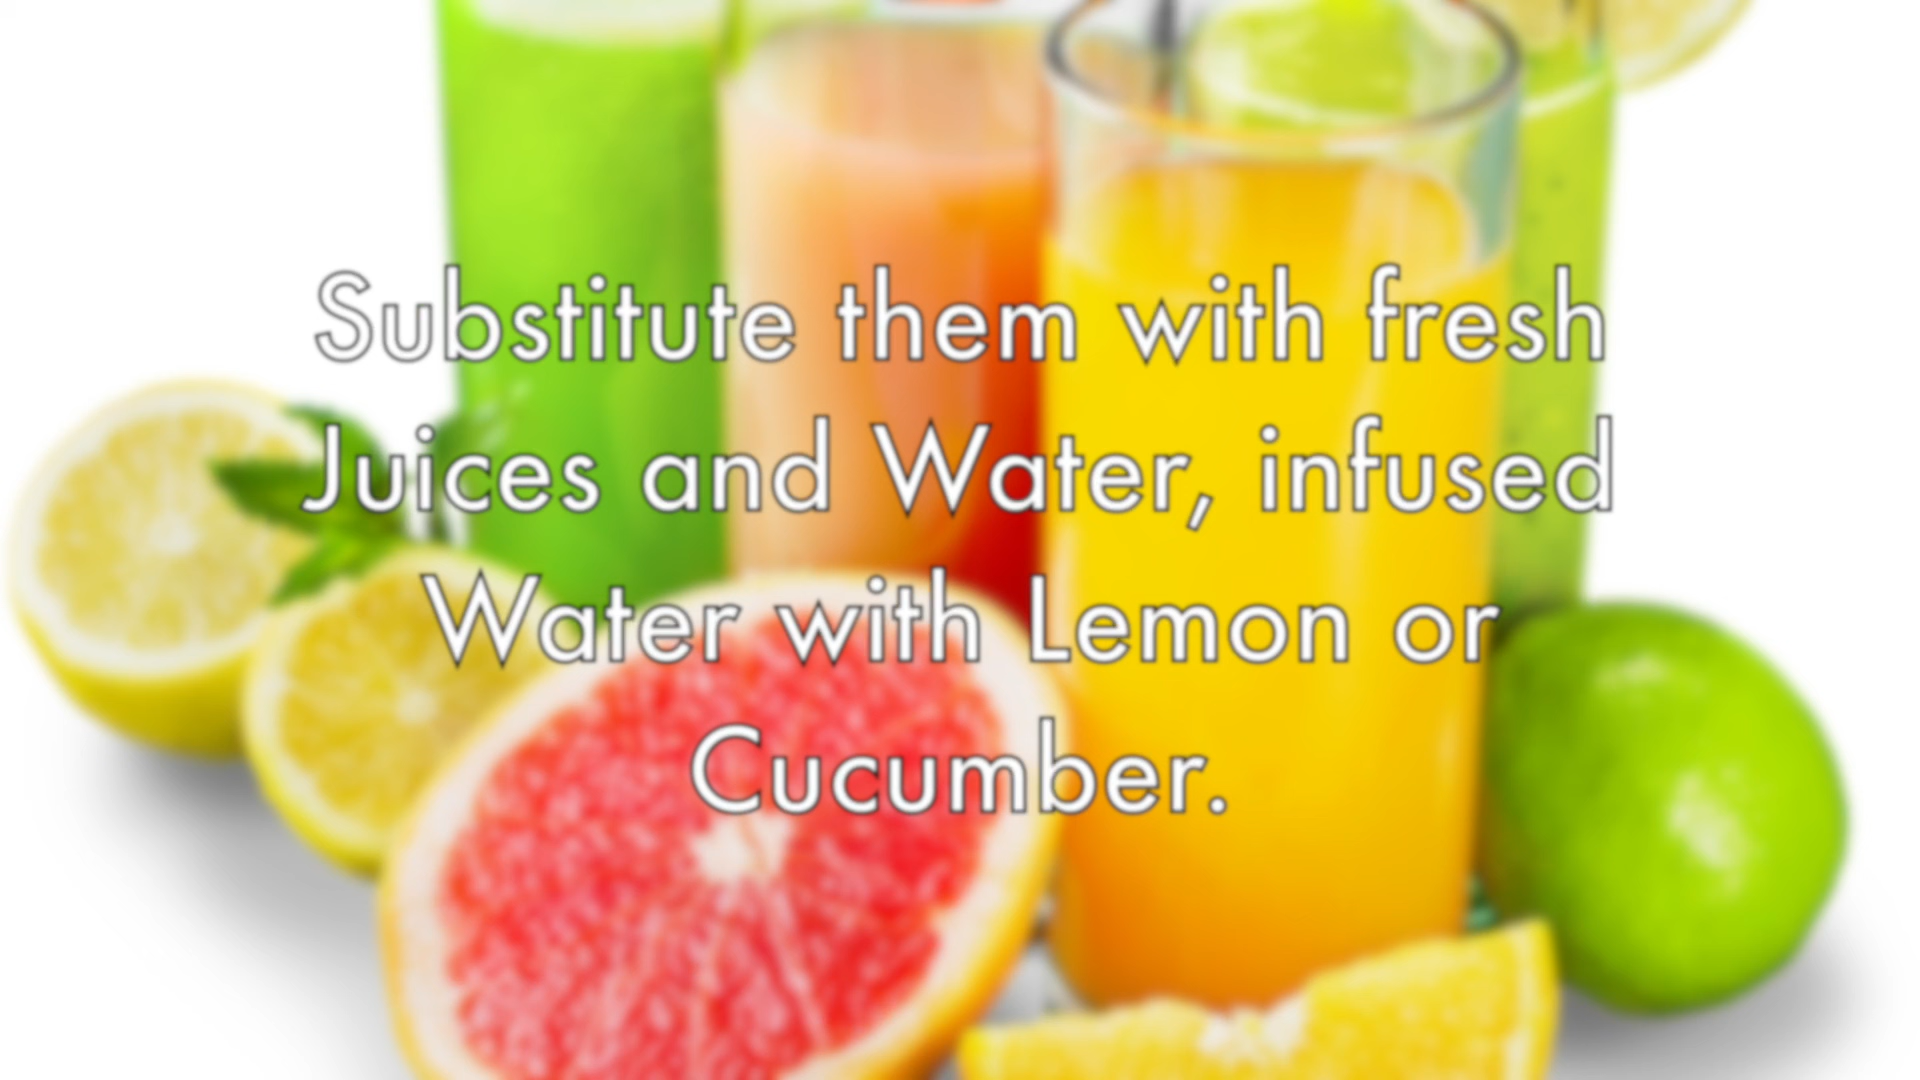 Substitute them with fresh
Juices and Water, infused
Water with Lemon or
Cucumber.